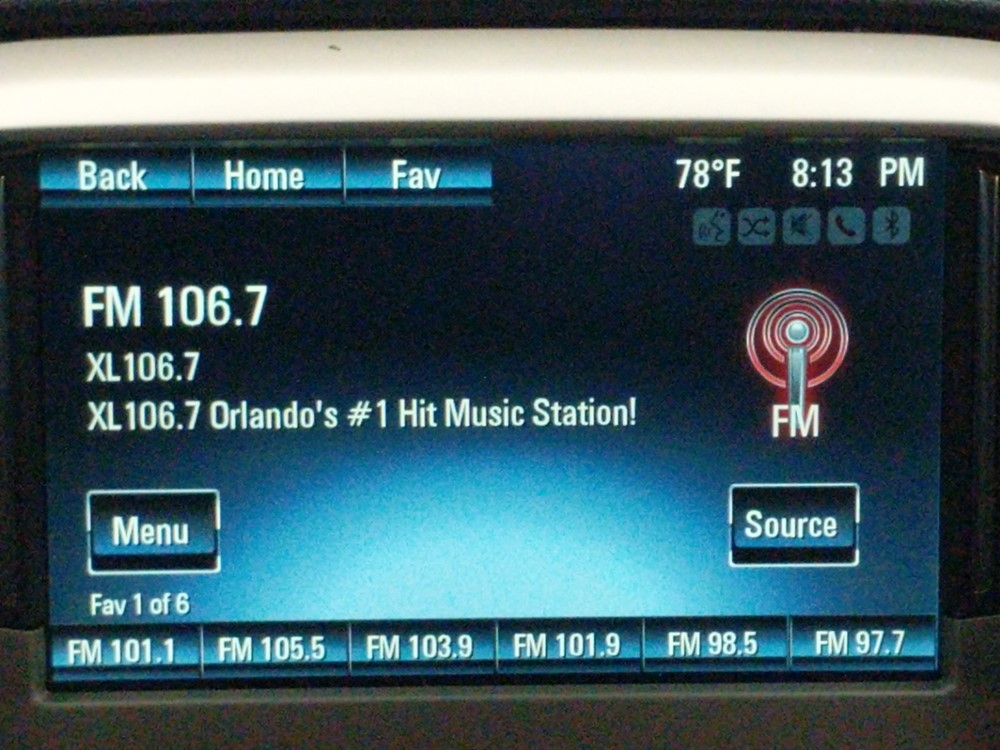 Back Home Fav 78°F 8:13 PM
FM 106.7
XL106.7
XL106.7 Orlando's #1 Hit Music Station!
FM
Menu Source
Fav 1 of 6
FM 101.1 FM 105.5 FM 103.9 FM 101.9 FM 98.5 FM 97.7